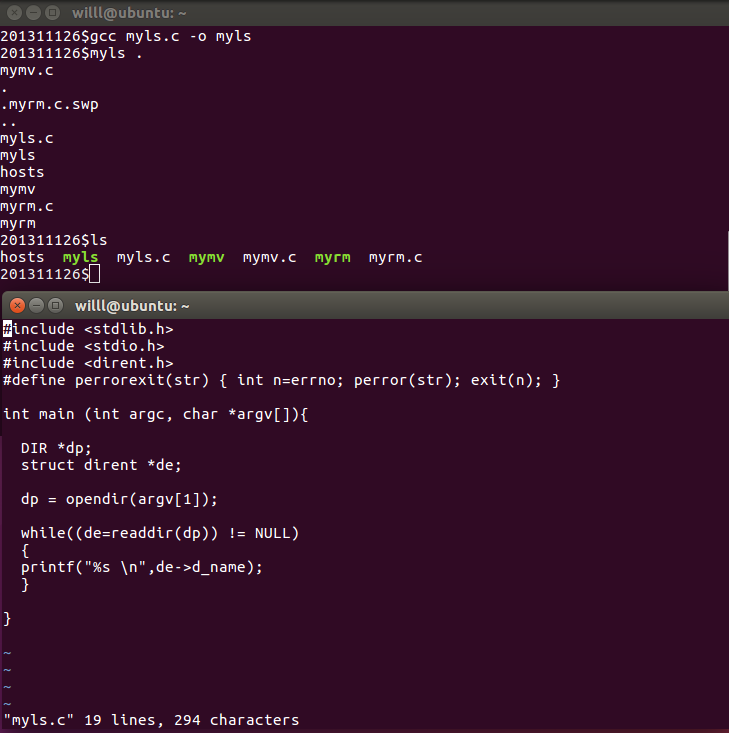 willl@ubuntu: ~
201311126$gcc myls.c -o myls
201311126$myls .
mymv.c
.
.myrm.c.swp
..
myls.c
myls
hosts
mymv
myrm.c
myrm
201311126$ls
hosts  myls  myls.c  mymv  mymv.c  myrm  myrm.c
201311126$
willl@ubuntu: ~
#include <stdlib.h>
#include <stdio.h>
#include <dirent.h>
#define perrorexit(str) { int n=errno; perror(str); exit(n); }
int main (int argc, char *argv[]){
  DIR *dp;
  struct dirent *de;
  dp = opendir(argv[1]);
  while((de=readdir(dp)) != NULL)
  {
  printf("%s \n",de->d_name);
  }
}
~
~
~
~
"myls.c" 19 lines, 294 characters